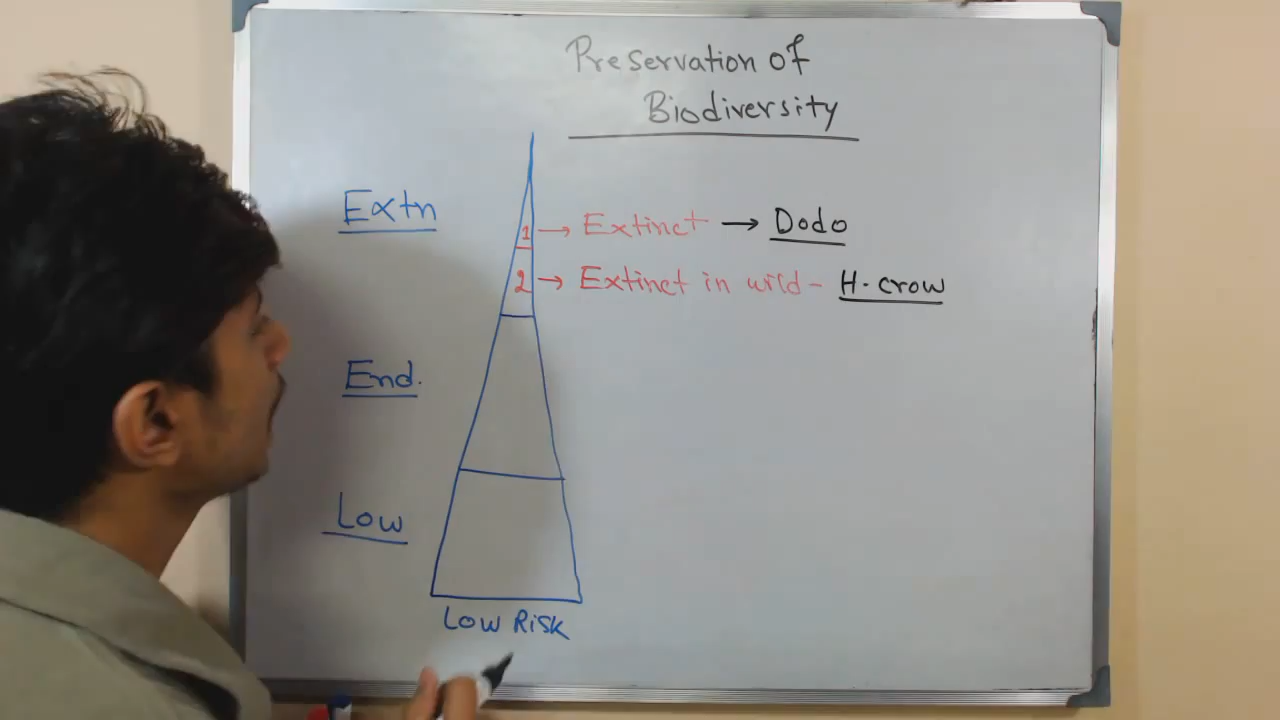 Preservation of
Biodiversity
Extn
1 → Extinct → Dodo
2 → Extinct in wild - H. crow
End.
Low
Low Risk